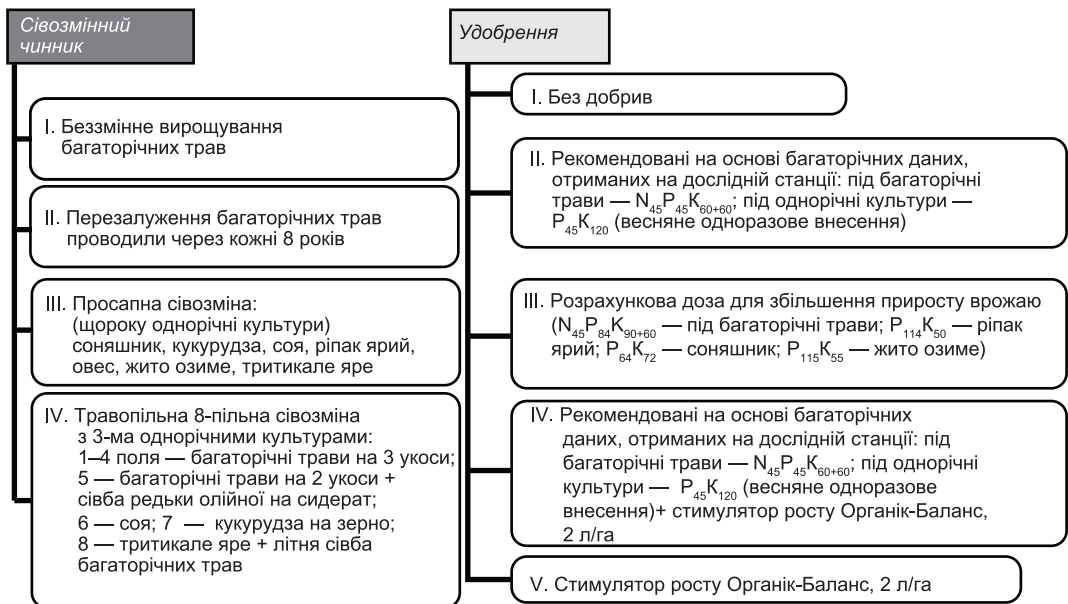 Сівозмінний
чинник
I. Беззмінне вирощування
багаторічних трав
II. Перезалуження багаторічних трав
проводили через кожні 8 років
III. Просапна сівозміна:
(щороку однорічні культури)
соняшник, кукурудза, соя, ріпак ярий,
овес, жито озиме, тритикале яре
IV. Травопільна 8-пільна сівозміна
з 3-ма однорічними культурами:
1–4 поля — багаторічні трави на 3 укоси;
5 — багаторічні трави на 2 укоси +
сівба редьки олійної на сидерат;
6 — соя; 7 — кукурудза на зерно;
8 — тритикале яре + літня сівба
багаторічних трав
Удобрення
I. Без добрив
II. Рекомендовані на основі багаторічних даних,
отриманих на дослідній станції: під багаторічні
трави — N₄₅P₄₅К₆₀₊₆₀; під однорічні культури —
P₄₅К₁₂₀ (весняне одноразове внесення)
III. Розрахункова доза для збільшення приросту врожаю
(N₄₅P₈₄K₉₀₊₆₀ — під багаторічні трави; P₁₁₄К₅₀ — ріпак
ярий; P₆₄К₇₂ — соняшник; P₁₁₅К₅₅ — жито озиме)
IV. Рекомендовані на основі багаторічних
даних, отриманих на дослідній станції: під
багаторічні трави — N₄₅P₄₅К₆₀₊₆₀; під однорічні
культури — P₄₅К₁₂₀ (весняне одноразове
внесення)+ стимулятор росту Органік-Баланс,
2 л/га
V. Стимулятор росту Органік-Баланс, 2 л/га